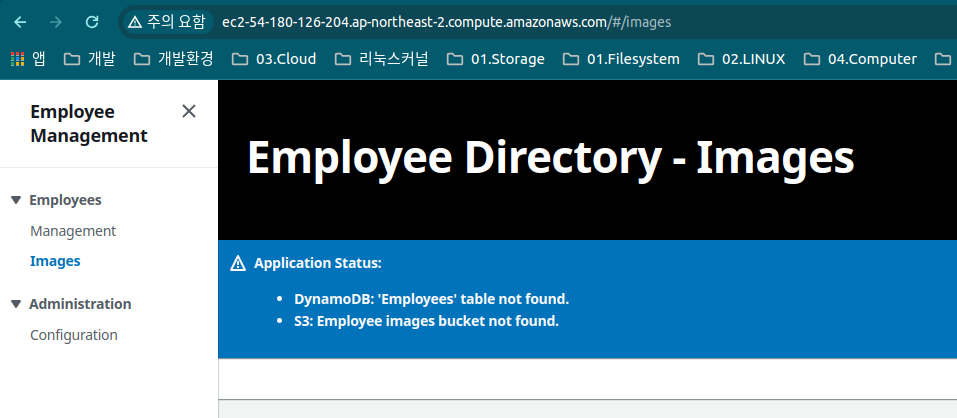 주의 요함 ec2-54-180-126-204.ap-northeast-2.compute.amazonaws.com/#/images
앱 개발 개발환경 03.Cloud 리눅스커널 01.Storage 01.Filesystem 02.LINUX 04.Computer
Employee
Management
Employees
Management
Images
Administration
Configuration
Employee Directory - Images
Application Status:
DynamoDB: 'Employees' table not found.
S3: Employee images bucket not found.